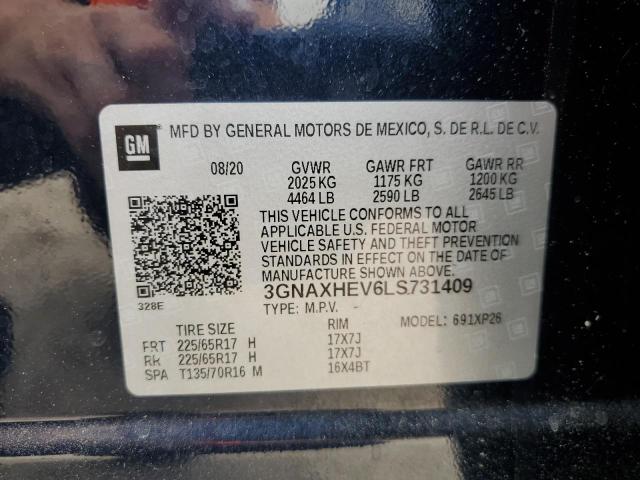 GM
MFD BY GENERAL MOTORS DE MEXICO, S. DE R.L. DE C.V.
08/20 GVWR GAWR FRT GAWR RR
2025 KG 1175 KG 1200 KG
4464 LB 2590 LB 2645 LB
THIS VEHICLE CONFORMS TO ALL
APPLICABLE U.S. FEDERAL MOTOR
VEHICLE SAFETY AND THEFT PREVENTION
STANDARDS IN EFFECT ON THE DATE OF
MANUFACTURE SHOWN ABOVE.
328E
3GNAXHEV6LS731409
TYPE: M.P.V. -
MODEL: 691XP26
TIRE SIZE RIM
FRT 225/65R17 H 17X7J
RR 225/65R17 H 17X7J
SPA T135/70R16 M 16X4BT